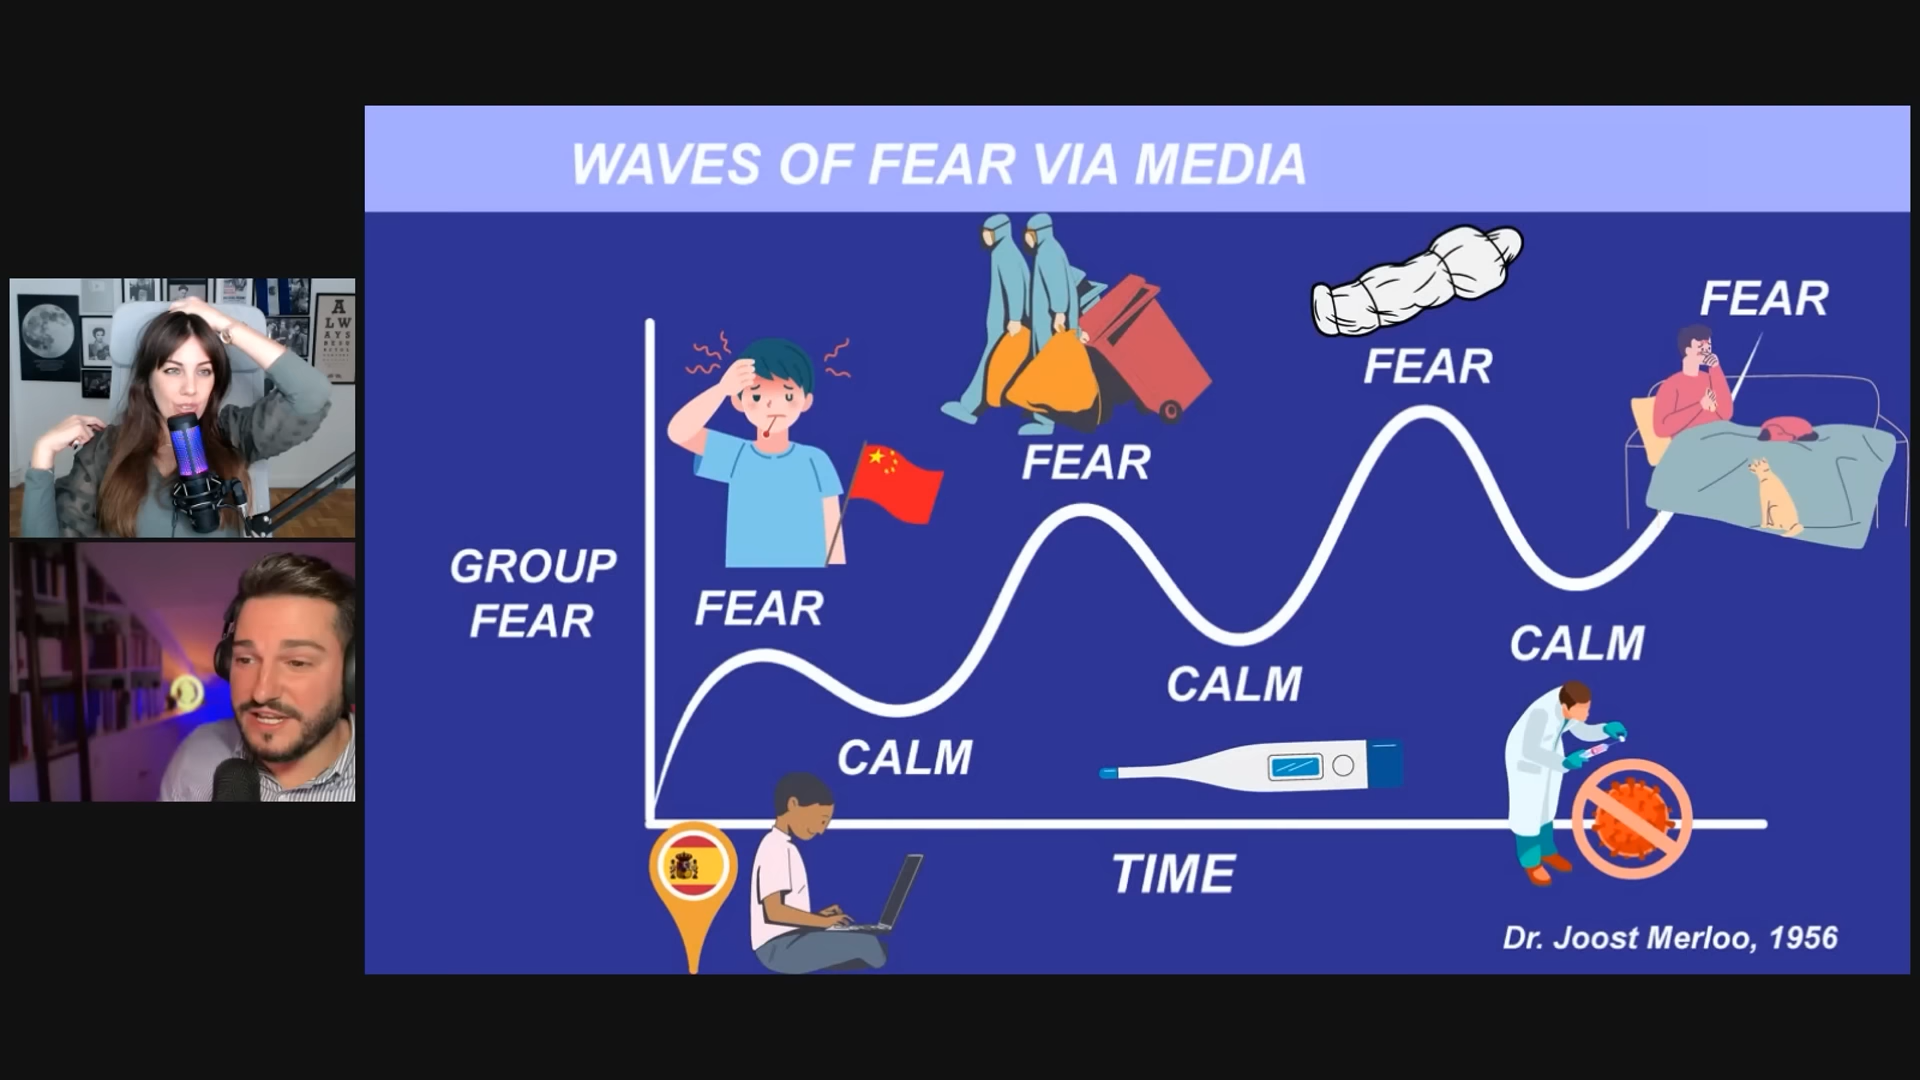 WAVES OF FEAR VIA MEDIA
FEAR
FEAR
FEAR
GROUP
FEAR
FEAR
CALM
CALM
CALM
TIME
Dr. Joost Merloo, 1956
A
L W
A Y S